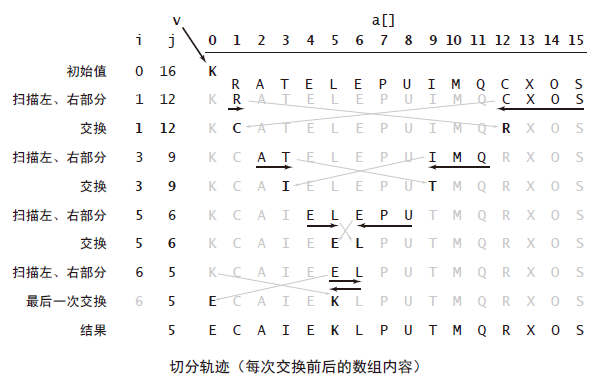 v a[]
i j 0 1 2 3 4 5 6 7 8 9 10 11 12 13 14 15
初始值 0 16 K R A T E L E P U I M Q C X O S
扫描左、右部分 1 12 K R A T E L E P U I M Q C X O S
交换 1 12 K C A T E L E P U I M Q R X O S
扫描左、右部分 3 9 K C A T E L E P U I M Q R X O S
交换 3 9 K C A I E L E P U T M Q R X O S
扫描左、右部分 5 6 K C A I E L E P U T M Q R X O S
交换 5 6 K C A I E E L P U T M Q R X O S
扫描左、右部分 6 5 K C A I E E L P U T M Q R X O S
最后一次交换 6 5 E C A I E K L P U T M Q R X O S
结果 5 E C A I E K L P U T M Q R X O S
切分轨迹（每次交换前后的数组内容）